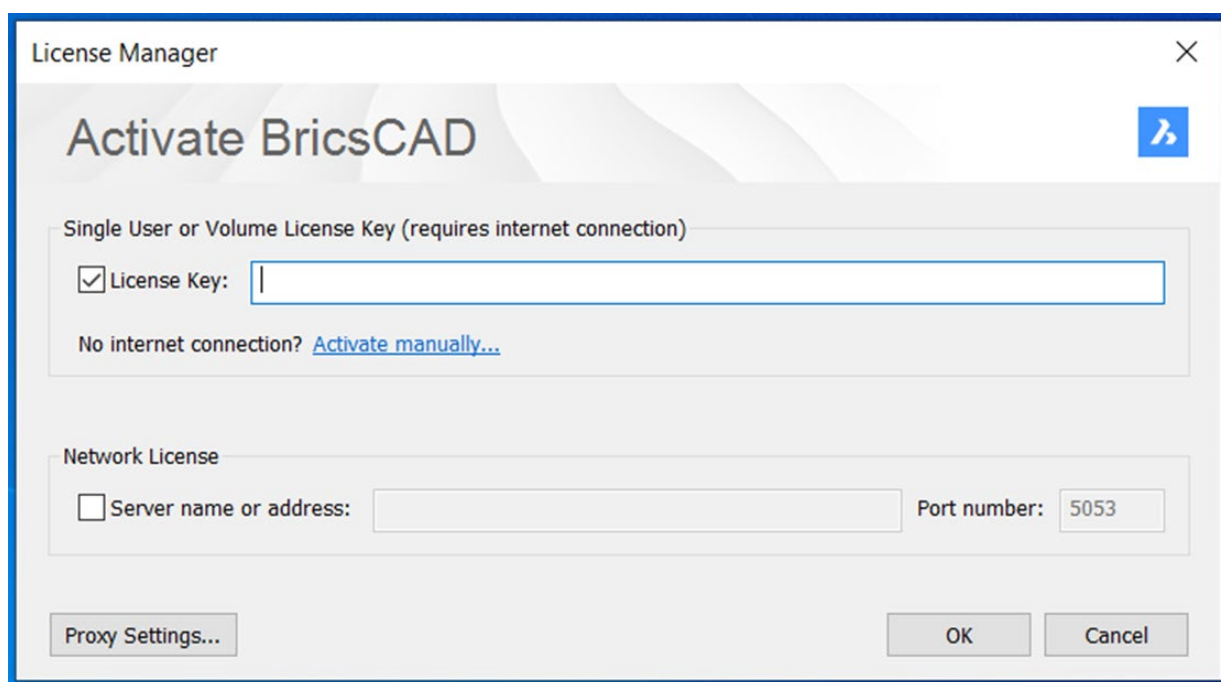 License Manager
Activate BricsCAD
Single User or Volume License Key (requires internet connection)
License Key:
No internet connection? Activate manually...
Network License
Server name or address: Port number: 5053
Proxy Settings... OK Cancel